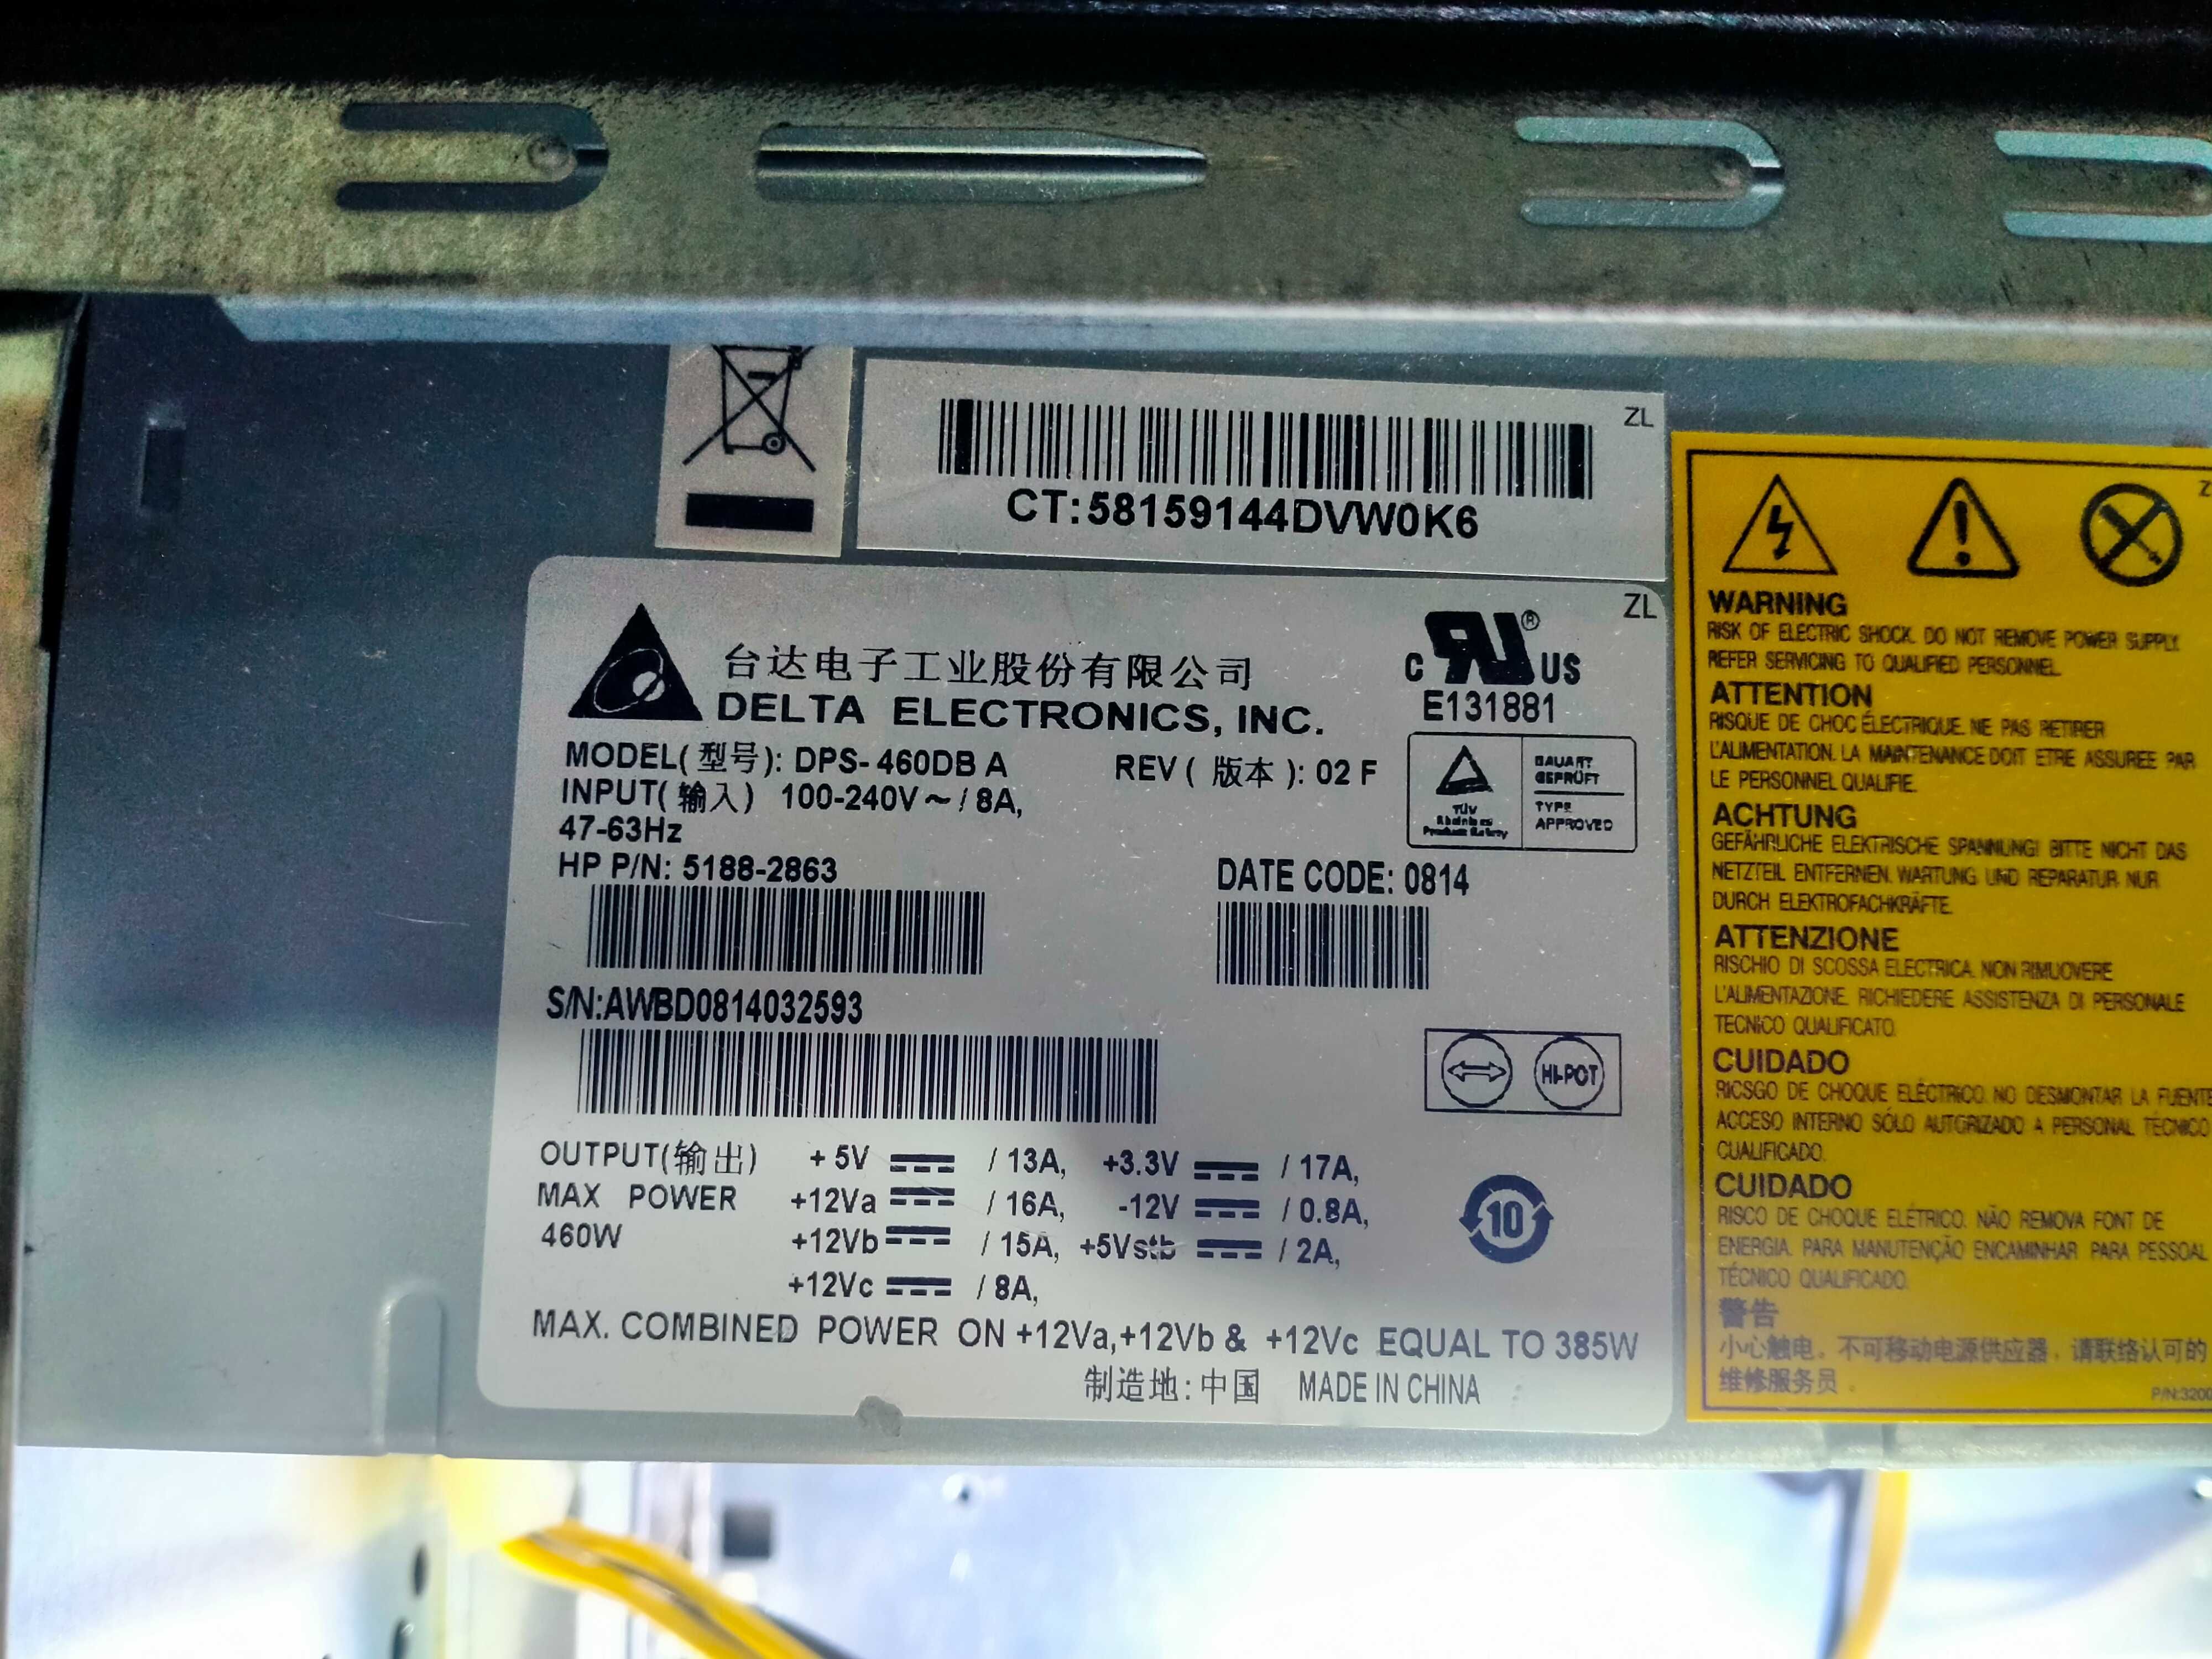 ZL
CT:58159144DVW0K6
ZL
台达电子工业股份有限公司
DELTA ELECTRONICS, INC.
C RU® US
E131881
MODEL(型号): DPS-460DB A REV (版本): 02 F
INPUT(输入) 100-240V~/8A,
47-63Hz
TÜV
Rheinland
Product Safety
BAUART
GEPRÜFT
TYPE
APPROVED
HP P/N: 5188-2863 DATE CODE: 0814
S/N:AWBD0814032593
HI-POT
OUTPUT(输出) +5V / 13A, +3.3V / 17A,
MAX POWER +12Va / 16A, -12V / 0.8A,
460W +12Vb / 15A, +5Vstb / 2A,
+12Vc / 8A,
10
MAX. COMBINED POWER ON +12Va,+12Vb & +12Vc EQUAL TO 385W
制造地:中国 MADE IN CHINA
WARNING
RISK OF ELECTRIC SHOCK. DO NOT REMOVE POWER SUPPLY.
REFER SERVICING TO QUALIFIED PERSONNEL.
ATTENTION
RISQUE DE CHOC ÉLECTRIQUE. NE PAS RETIRER
L'ALIMENTATION. LA MAINTENANCE DOIT ETRE ASSUREE PAR
LE PERSONNEL QUALIFIE.
ACHTUNG
GEFÄHRLICHE ELEKTRISCHE SPANNUNG! BITTE NICHT DAS
NETZTEIL ENTFERNEN. WARTUNG UND REPARATUR NUR
DURCH ELEKTROFACHKRÄFTE.
ATTENZIONE
RISCHIO DI SCOSSA ELECTRICA. NON RIMUOVERE
L'ALIMENTAZIONE. RICHIEDERE ASSISTENZA DI PERSONALE
TECNICO QUALIFICATO.
CUIDADO
RICSGO DE CHOQUE ELÉCTRICO. NO DESMONTAR LA FUENTE
ACCESO INTERNO SÓLO AUTORIZADO A PERSONAL TÉCNICO
CUALIFICADO.
CUIDADO
RISCO DE CHOQUE ELÉTRICO. NÃO REMOVA FONT DE
ENERGIA. PARA MANUTENÇÃO ENCAMINHAR PARA PESSOAL
TÉCNICO QUALIFICADO.
警告
小心触电。不可移动电源供应器，请联络认可的
维修服务员。
P/N:3200